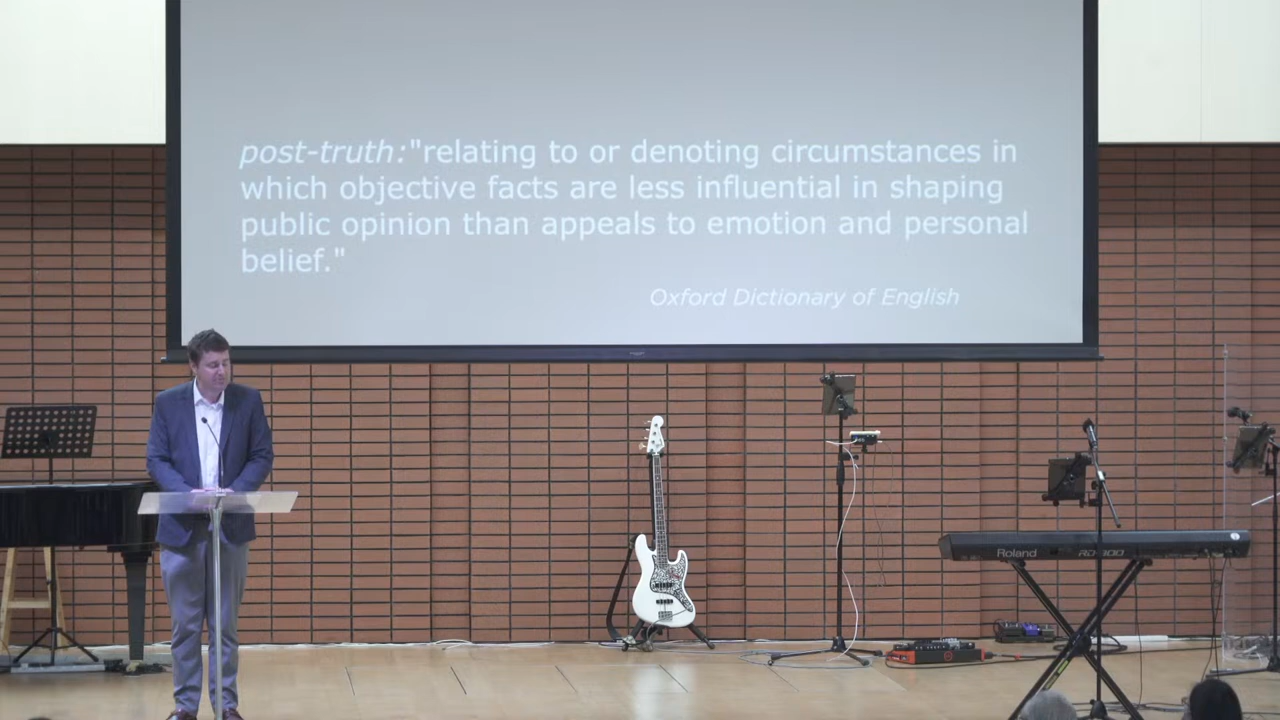 post-truth:"relating to or denoting circumstances in
which objective facts are less influential in shaping
public opinion than appeals to emotion and personal
belief."
Oxford Dictionary of English
Roland